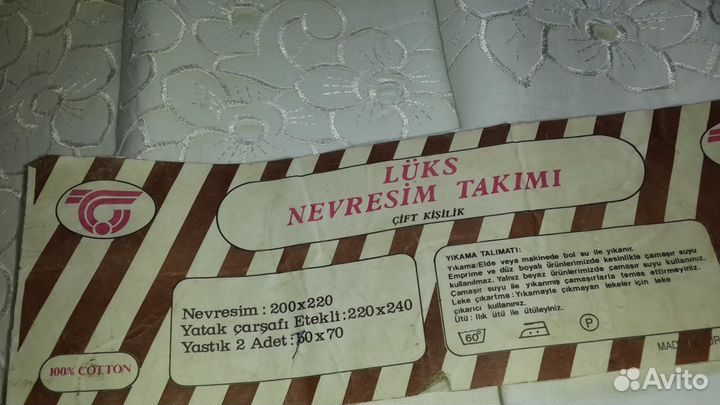 LÜKS
NEVRESİM TAKIMI
ÇİFT KİŞİLİK
Nevresim : 200x220
Yatak çarşafı Etekli : 220x240
Yastık 2 Adet : 50x70
100% COTTON
YIKAMA TALIMATI:
Yıkama: Elde veya makinede bol su ile yıkanır.
Emprime ve düz boyalı ürünlerimizde kesinlikle çamaşır suyu
kullanılmaz. Yalnız beyaz ürünlerimizde çamaşır suyu kullanınız.
Çamaşır suyu ile yıkanmış çamaşırlarla temas ettirmeyiniz.
Leke çıkartma : Yıkamayla çıkmayan lekeler için leke
çıkarıcı kullanınız.
Ütü : Ilık ütü ile ütüleyiniz.
60°
P
MADE
Avito